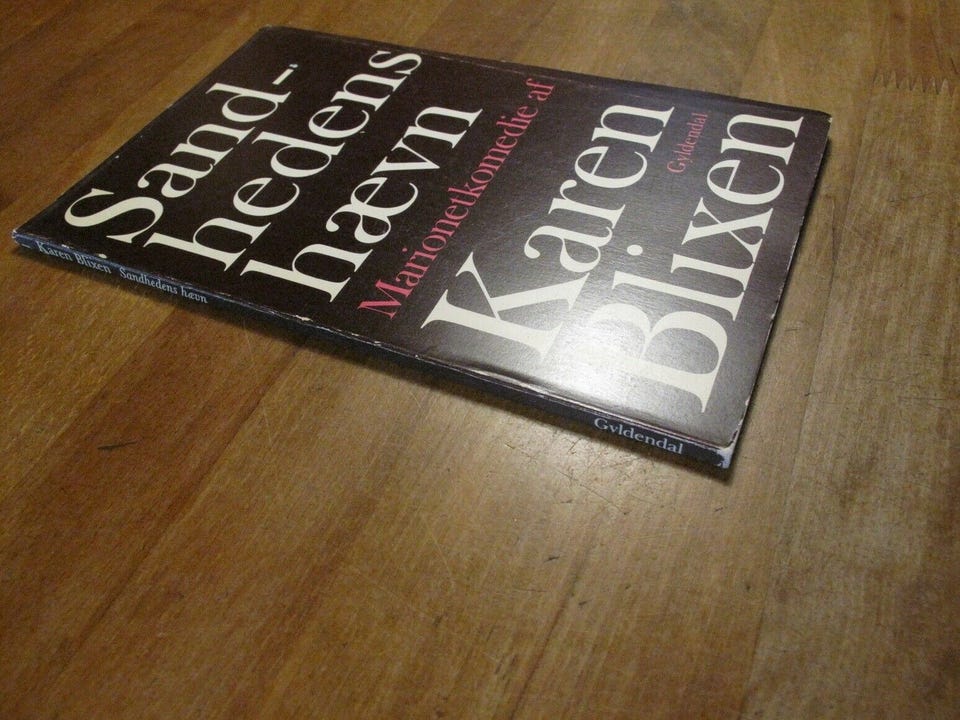 Sand-
hedens
hævn
Marionetkomedie af
Karen
Blixen
Gyldendal
Karen Blixen Sandhedens hævn
Gyldendal